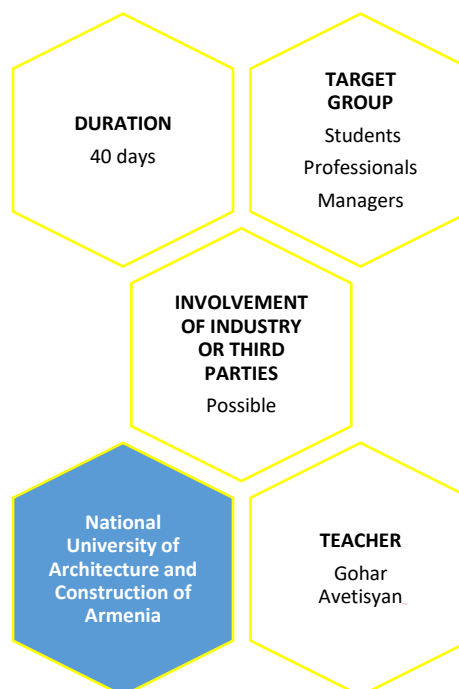 DURATION
40 days
TARGET
GROUP
Students
Professionals
Managers
INVOLVEMENT
OF INDUSTRY
OR THIRD
PARTIES
Possible
National
University of
Architecture and
Construction of
Armenia
TEACHER
Gohar
Avetisyan